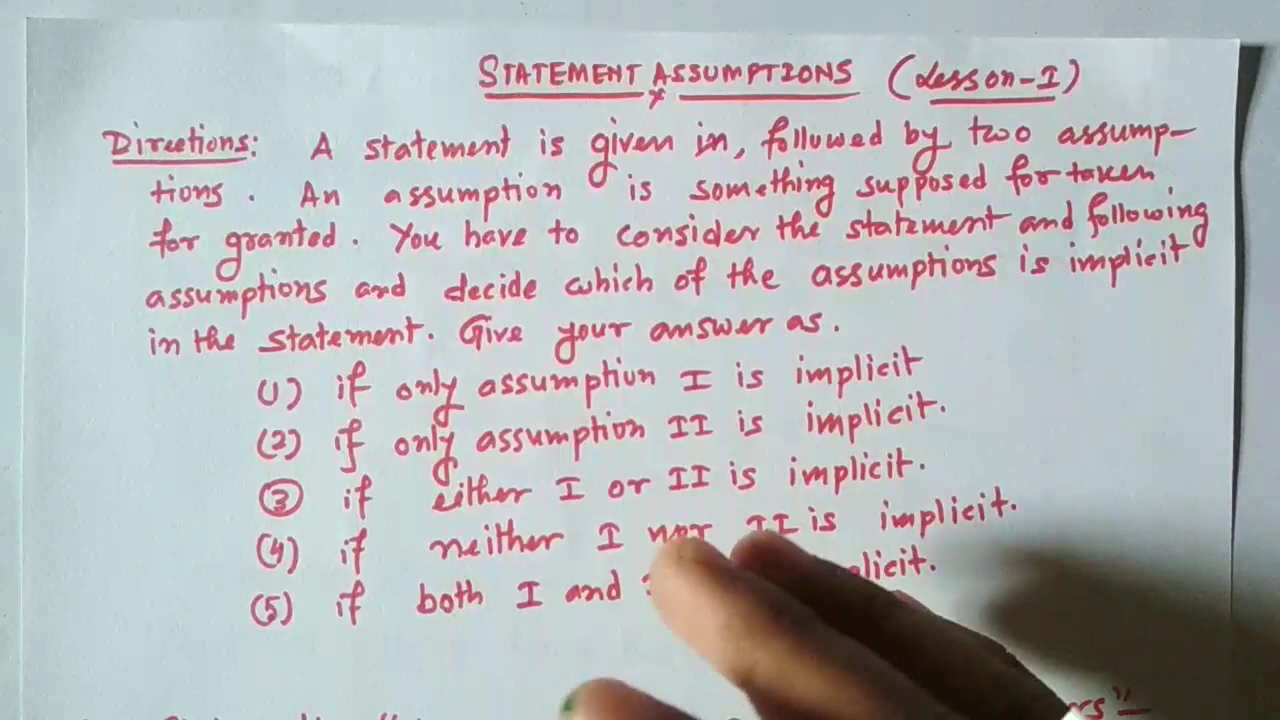 STATEMENT ASSUMPTIONS (Lesson-I)
Directions: A statement is given in, followed by two assump-
tions. An assumption is something supposed for taken
for granted. You have to consider the statement and following
assumptions and decide which of the assumptions is implicit
in the statement. Give your answer as.
(1) if only assumption I is implicit
(2) if only assumption II is implicit.
(3) if either I or II is implicit.
(4) if neither I nor II is implicit.
(5) if both I and